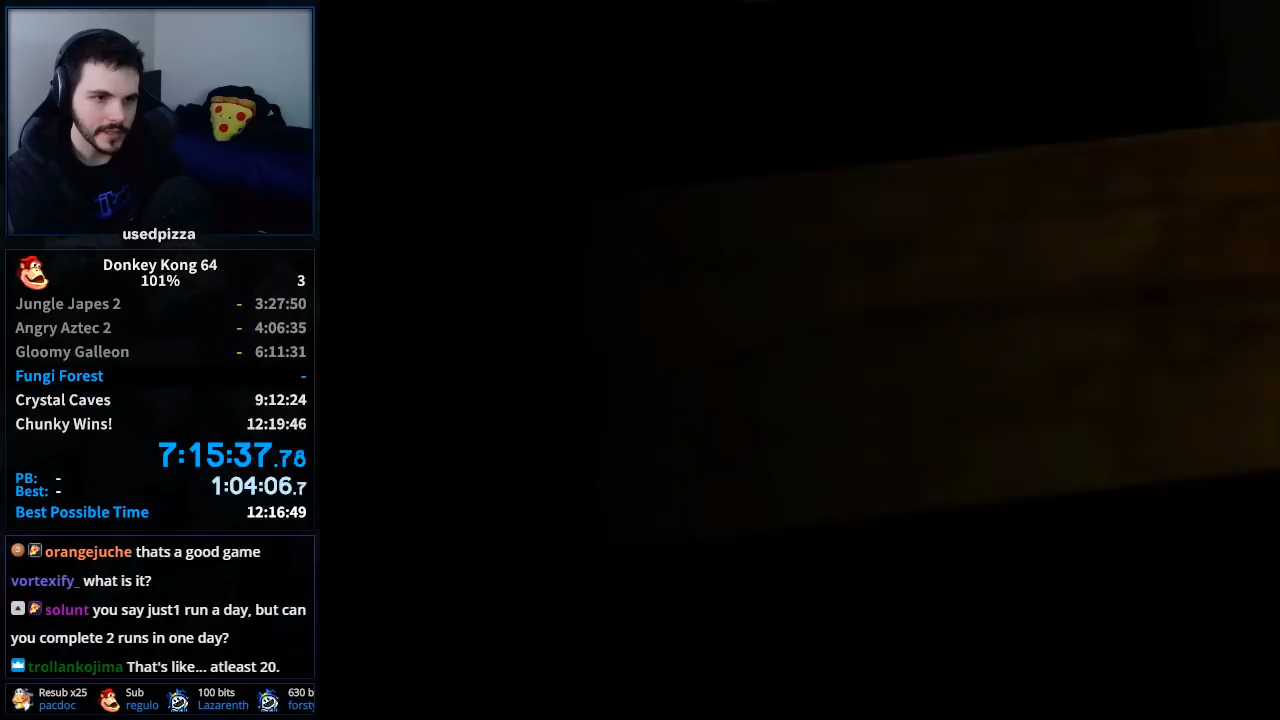 usedpizza
Donkey Kong 64
101% 3
Jungle Japes 2 - 3:27:50
Angry Aztec 2 - 4:06:35
Gloomy Galleon - 6:11:31
Fungi Forest -
Crystal Caves 9:12:24
Chunky Wins! 12:19:46
7:15:37.78
PB: -
Best: - 1:04:06.7
Best Possible Time 12:16:49
orangejuche thats a good game
vortexify_ what is it?
solunt you say just1 run a day, but can
you complete 2 runs in one day?
trollankojima That's like... atleast 20.
Resub x25 Sub 100 bits 630 b
pacdoc regulo Lazarenth forsty